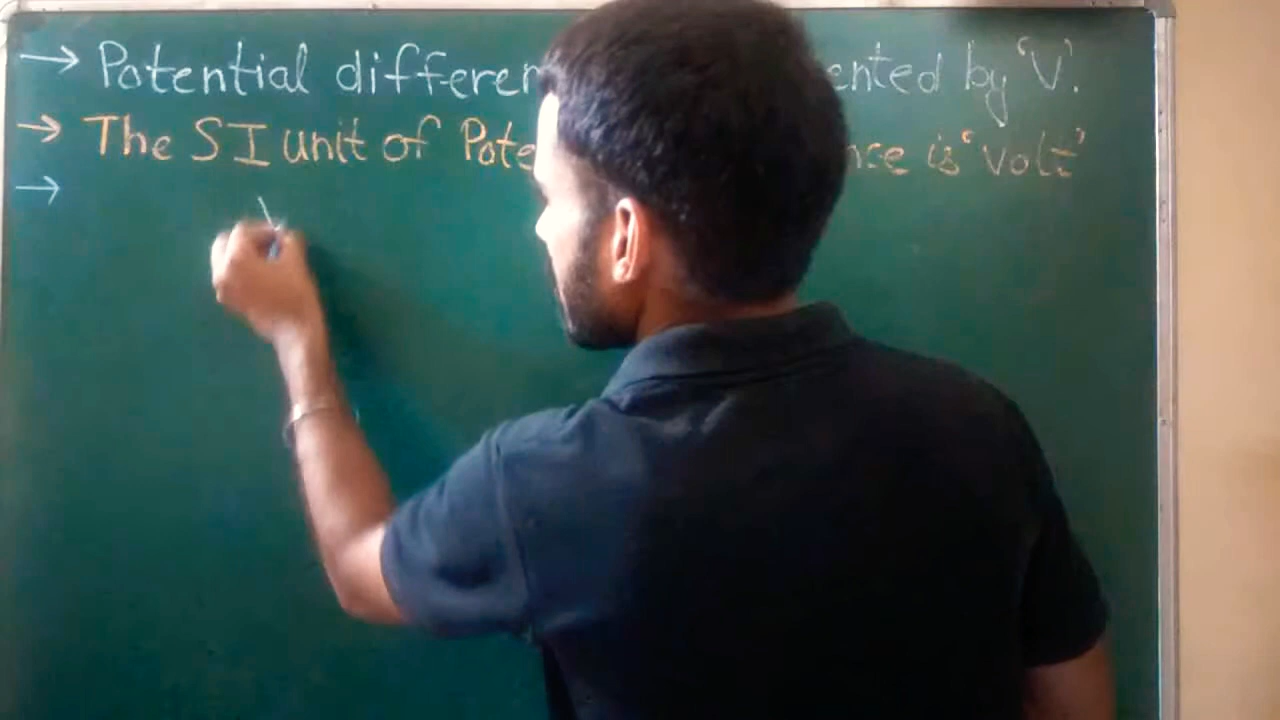 → Potential differen ented by 'V'.
→ The SI unit of Pote nce is 'volt'
→